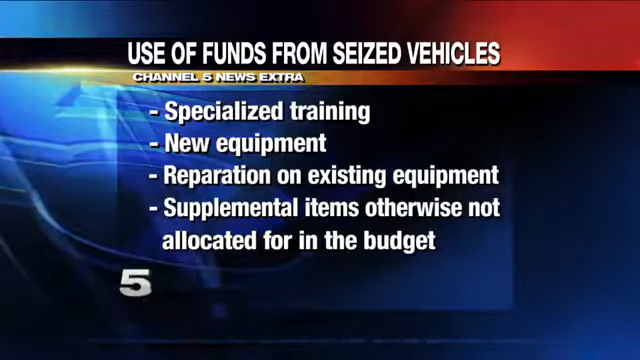 USE OF FUNDS FROM SEIZED VEHICLES
CHANNEL 5 NEWS EXTRA
- Specialized training
- New equipment
- Reparation on existing equipment
- Supplemental items otherwise not
allocated for in the budget
5